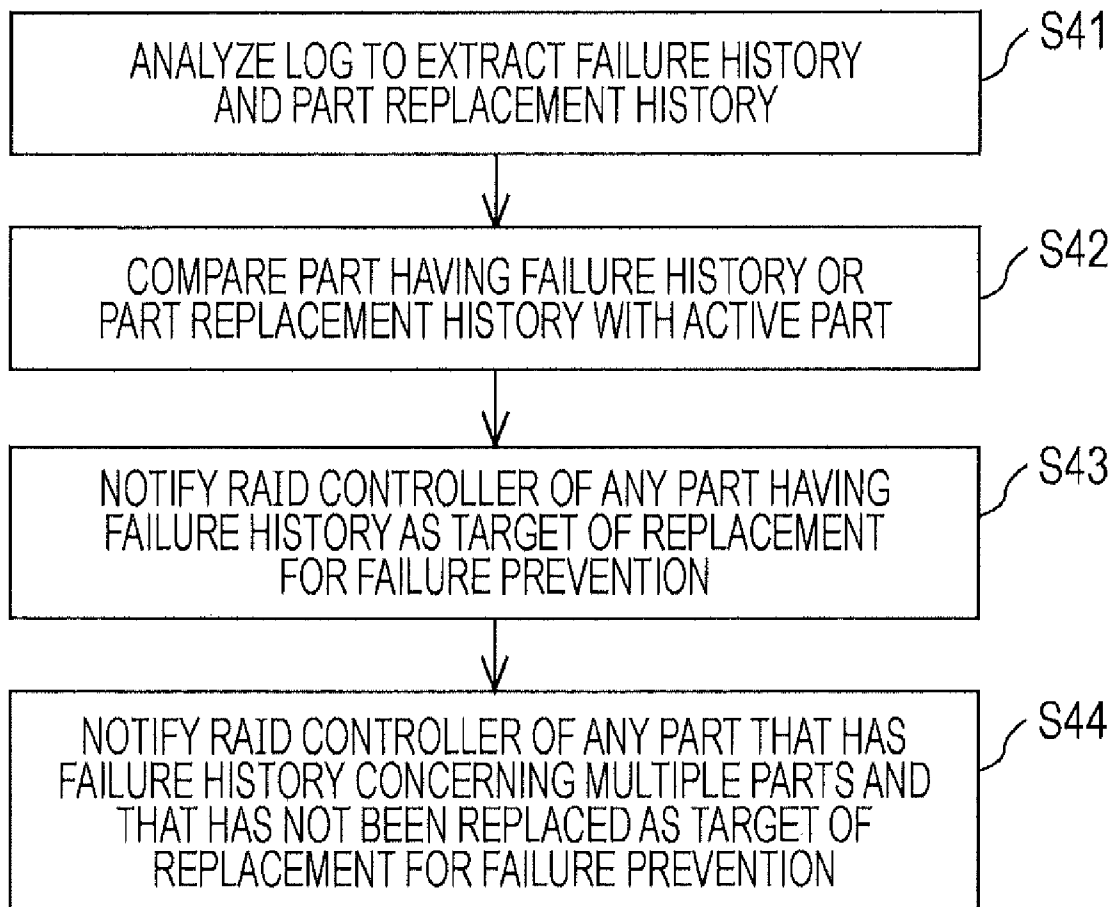 S41
ANALYZE LOG TO EXTRACT FAILURE HISTORY
AND PART REPLACEMENT HISTORY
S42
COMPARE PART HAVING FAILURE HISTORY OR
PART REPLACEMENT HISTORY WITH ACTIVE PART
S43
NOTIFY RAID CONTROLLER OF ANY PART HAVING
FAILURE HISTORY AS TARGET OF REPLACEMENT
FOR FAILURE PREVENTION
S44
NOTIFY RAID CONTROLLER OF ANY PART THAT HAS
FAILURE HISTORY CONCERNING MULTIPLE PARTS AND
THAT HAS NOT BEEN REPLACED AS TARGET OF
REPLACEMENT FOR FAILURE PREVENTION